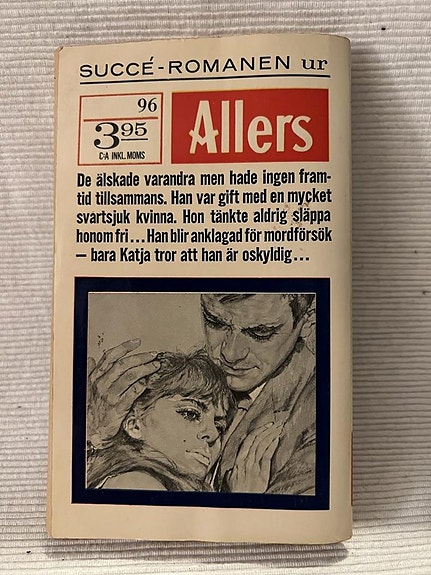 SUCCÉ-ROMANEN ur
96
3.95
CA INKL. MOMS
Allers
De älskade varandra men hade ingen fram-
tid tillsammans. Han var gift med en mycket
svartsjuk kvinna. Hon tänkte aldrig släppa
honom fri... Han blir anklagad för mordförsök
— bara Katja tror att han är oskyldig...